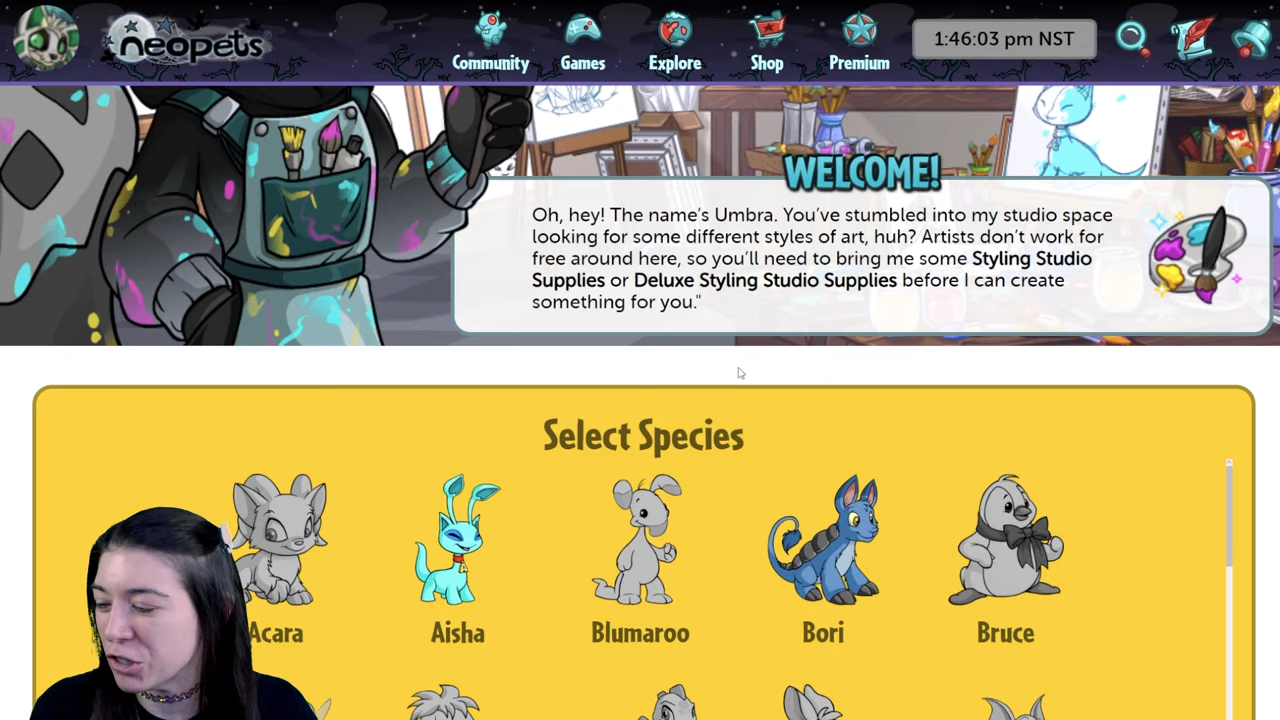 neopets
Community
Games
Explore
Shop
Premium
1:46:03 pm NST
WELCOME!
Oh, hey! The name's Umbra. You've stumbled into my studio space
looking for some different styles of art, huh? Artists don't work for
free around here, so you'll need to bring me some Styling Studio
Supplies or Deluxe Styling Studio Supplies before I can create
something for you."
Select Species
Acara
Aisha
Blumaroo
Bori
Bruce